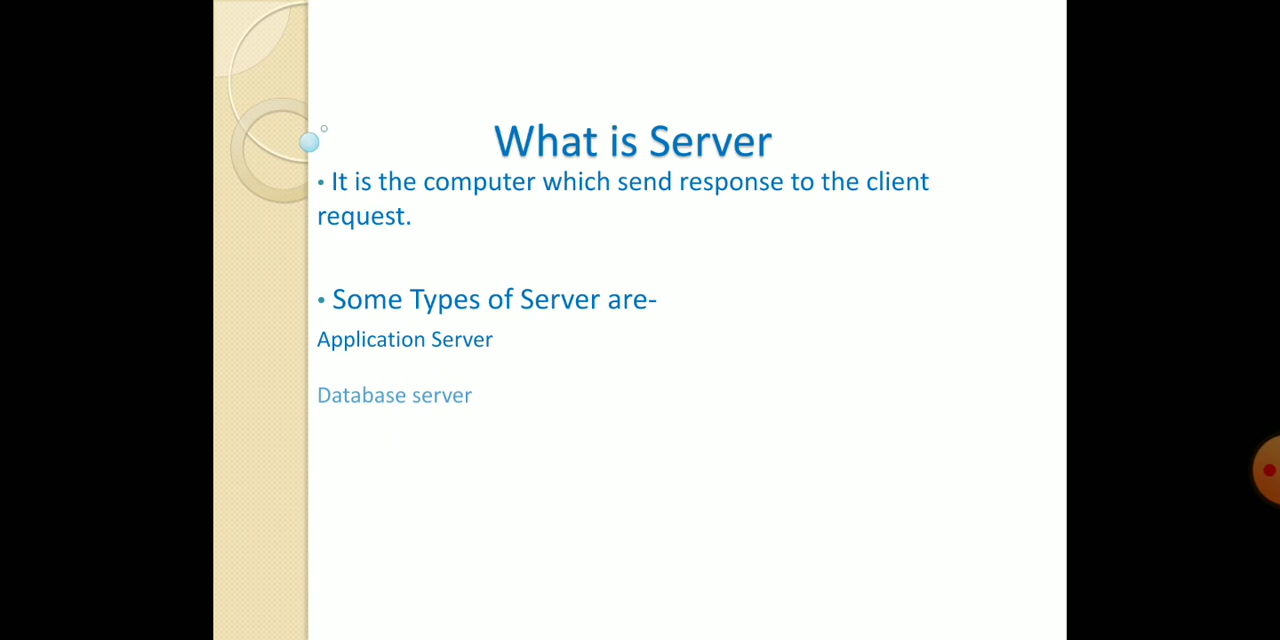 What is Server
• It is the computer which send response to the client
request.
• Some Types of Server are-
Application Server
Database server